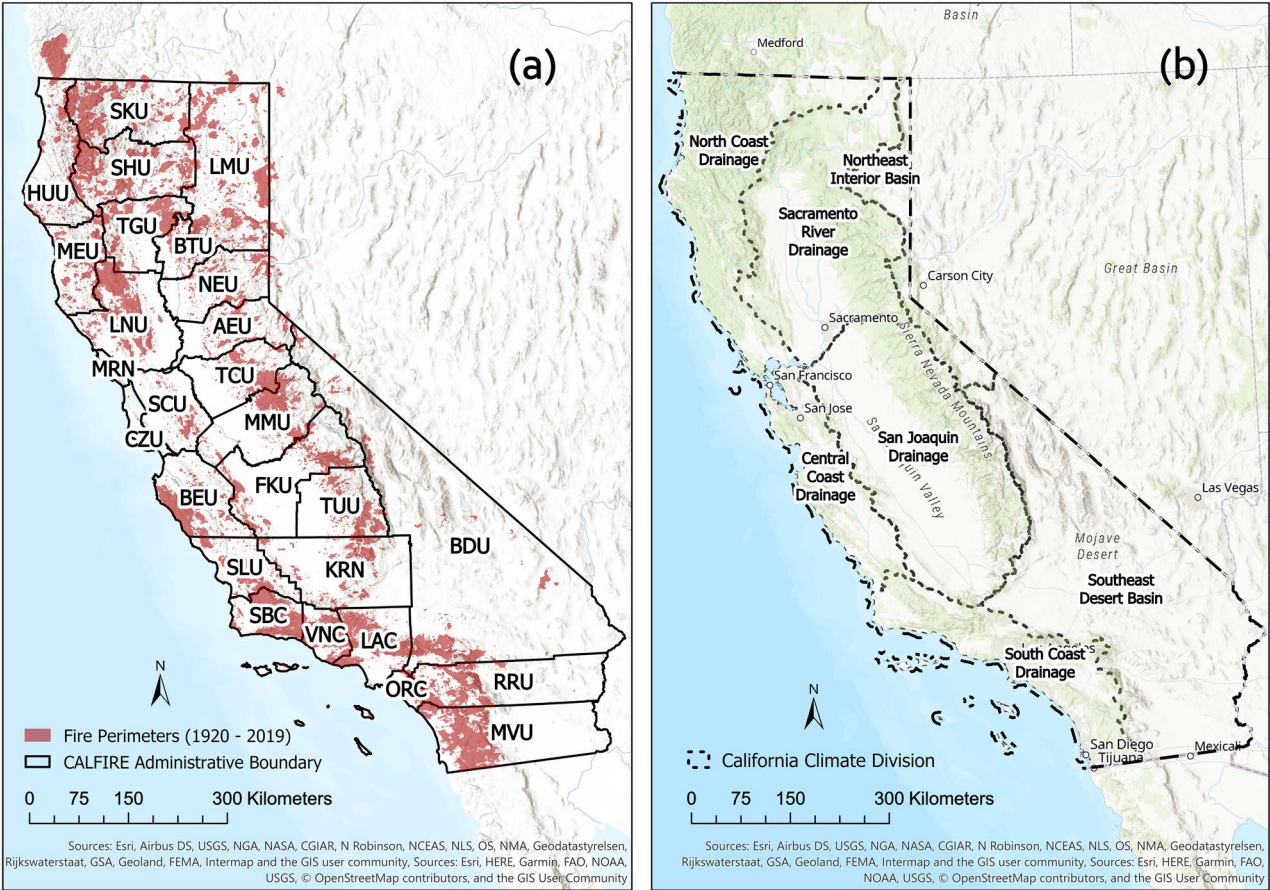 (a)
SKU
SHU
LMU
HUU
TGU
BTU
MEU
NEU
LNU
AEU
MRN
TCU
SCU
MMU
CZU
BEU
FKU
TUU
BDU
SLU
KRN
SBC
VNC
LAC
ORC
RRU
MVU
N
Fire Perimeters (1920 - 2019)
CALFIRE Administrative Boundary
0 75 150 300 Kilometers
Sources: Esri, Airbus DS, USGS, NGA, NASA, CGIAR, N Robinson, NCEAS, NLS, OS, NMA, Geodatastyrelsen,
Rijkswaterstaat, GSA, Geoland, FEMA, Intermap and the GIS user community, Sources: Esri, HERE, Garmin, FAO, NOAA,
USGS, © OpenStreetMap contributors, and the GIS User Community
(b)
Basin
Medford
North Coast
Drainage
Northeast
Interior Basin
Sacramento
River
Drainage
Carson City
Great Basin
Sacramento
Sierra Nevada Mountains
San Francisco
San Jose
San Joaquin
Drainage
Valley
Central
Coast
Drainage
Las Vegas
Mojave
Desert
Southeast
Desert Basin
South Coast
Drainage
San Diego
Tijuana
Mexicali
N
California Climate Division
0 75 150 300 Kilometers
Sources: Esri, Airbus DS, USGS, NGA, NASA, CGIAR, N Robinson, NCEAS, NLS, OS, NMA, Geodatastyrelsen,
Rijkswaterstaat, GSA, Geoland, FEMA, Intermap and the GIS user community, Sources: Esri, HERE, Garmin, FAO,
NOAA, USGS, © OpenStreetMap contributors, and the GIS User Community